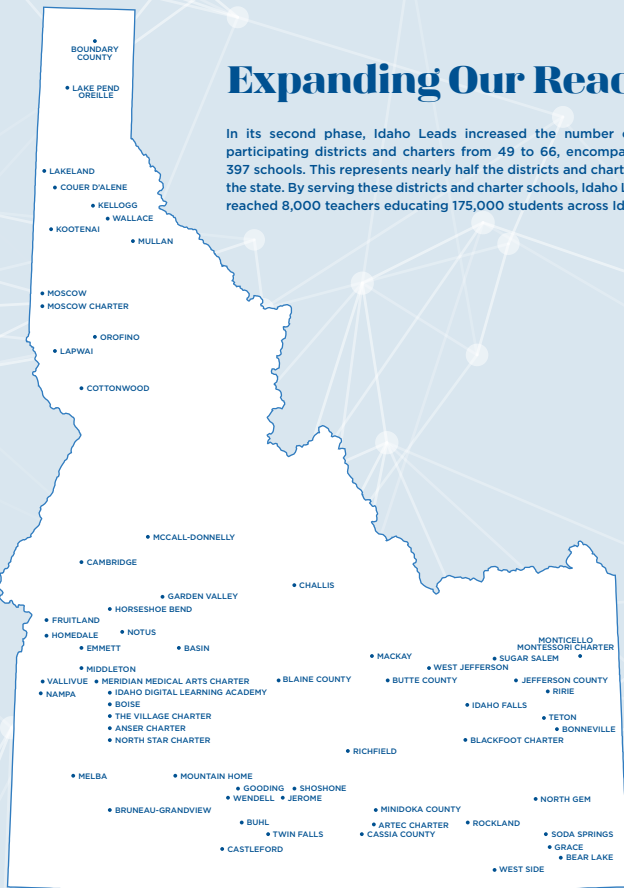 BOUNDARY
COUNTY
LAKE PEND
OREILLE
Expanding Our Reac
In its second phase, Idaho Leads increased the number
participating districts and charters from 49 to 66, encompa
397 schools. This represents nearly half the districts and chart
the state. By serving these districts and charter schools, Idaho L
reached 8,000 teachers educating 175,000 students across Id
LAKELAND
COUER D'ALENE
KELLOGG
WALLACE
KOOTENAI
MULLAN
MOSCOW
MOSCOW CHARTER
OROFINO
LAPWAI
COTTONWOOD
MCCALL-DONNELLY
CAMBRIDGE
CHALLIS
GARDEN VALLEY
HORSESHOE BEND
FRUITLAND
NOTUS
HOMEDALE
EMMETT
BASIN
MONTICELLO
MONTESSORI CHARTER
MACKAY
SUGAR SALEM
WEST JEFFERSON
MIDDLETON
VALLIVUE
MERIDIAN MEDICAL ARTS CHARTER
BLAINE COUNTY
BUTTE COUNTY
JEFFERSON COUNTY
NAMPA
IDAHO DIGITAL LEARNING ACADEMY
RIRIE
BOISE
IDAHO FALLS
THE VILLAGE CHARTER
TETON
ANSER CHARTER
BONNEVILLE
NORTH STAR CHARTER
BLACKFOOT CHARTER
RICHFIELD
MELBA
MOUNTAIN HOME
GOODING
SHOSHONE
WENDELL
JEROME
NORTH GEM
BRUNEAU-GRANDVIEW
MINIDOKA COUNTY
BUHL
ARTEC CHARTER
ROCKLAND
TWIN FALLS
CASSIA COUNTY
SODA SPRINGS
CASTLEFORD
GRACE
BEAR LAKE
WEST SIDE